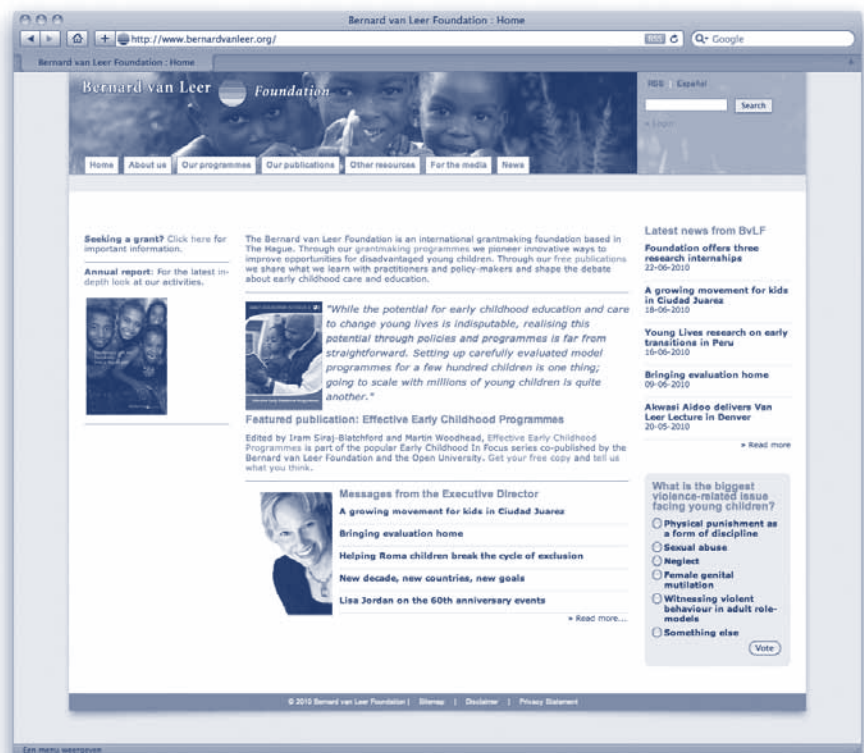 Bernard van Leer Foundation : Home
http://www.bernardvanleer.org/
RSS
Google
Bernard van Leer Foundation : Home
Bernard van Leer Foundation
RSS | Español
Search
» Login
Home
About us
Our programmes
Our publications
Other resources
For the media
News
Seeking a grant? Click here for
important information.
Annual report: For the latest in-
depth look at our activities.
The Bernard van Leer Foundation is an international grantmaking foundation based in
The Hague. Through our grantmaking programmes we pioneer innovative ways to
improve opportunities for disadvantaged young children. Through our free publications
we share what we learn with practitioners and policy-makers and shape the debate
about early childhood care and education.
"While the potential for early childhood education and care
to change young lives is indisputable, realising this
potential through policies and programmes is far from
straightforward. Setting up carefully evaluated model
programmes for a few hundred children is one thing;
going to scale with millions of young children is quite
another."
Effective Early Childhood Programmes
Featured publication: Effective Early Childhood Programmes
Edited by Iram Siraj-Blatchford and Martin Woodhead, Effective Early Childhood
Programmes is part of the popular Early Childhood In Focus series co-published by the
Bernard van Leer Foundation and the Open University. Get your free copy and tell us
what you think.
Messages from the Executive Director
A growing movement for kids in Ciudad Juarez
Bringing evaluation home
Helping Roma children break the cycle of exclusion
New decade, new countries, new goals
Lisa Jordan on the 60th anniversary events
» Read more...
Latest news from BvLF
Foundation offers three
research internships
22-06-2010
A growing movement for kids
in Ciudad Juarez
18-06-2010
Young Lives research on early
transitions in Peru
16-06-2010
Bringing evaluation home
09-06-2010
Akwasi Aidoo delivers Van
Leer Lecture in Denver
20-05-2010
» Read more
What is the biggest
violence-related issue
facing young children?
Physical punishment as
a form of discipline
Sexual abuse
Neglect
Female genital
mutilation
Witnessing violent
behaviour in adult role-
models
Something else
Vote
© 2010 Bernard van Leer Foundation | Sitemap | Disclaimer | Privacy Statement
Een menu weergeven